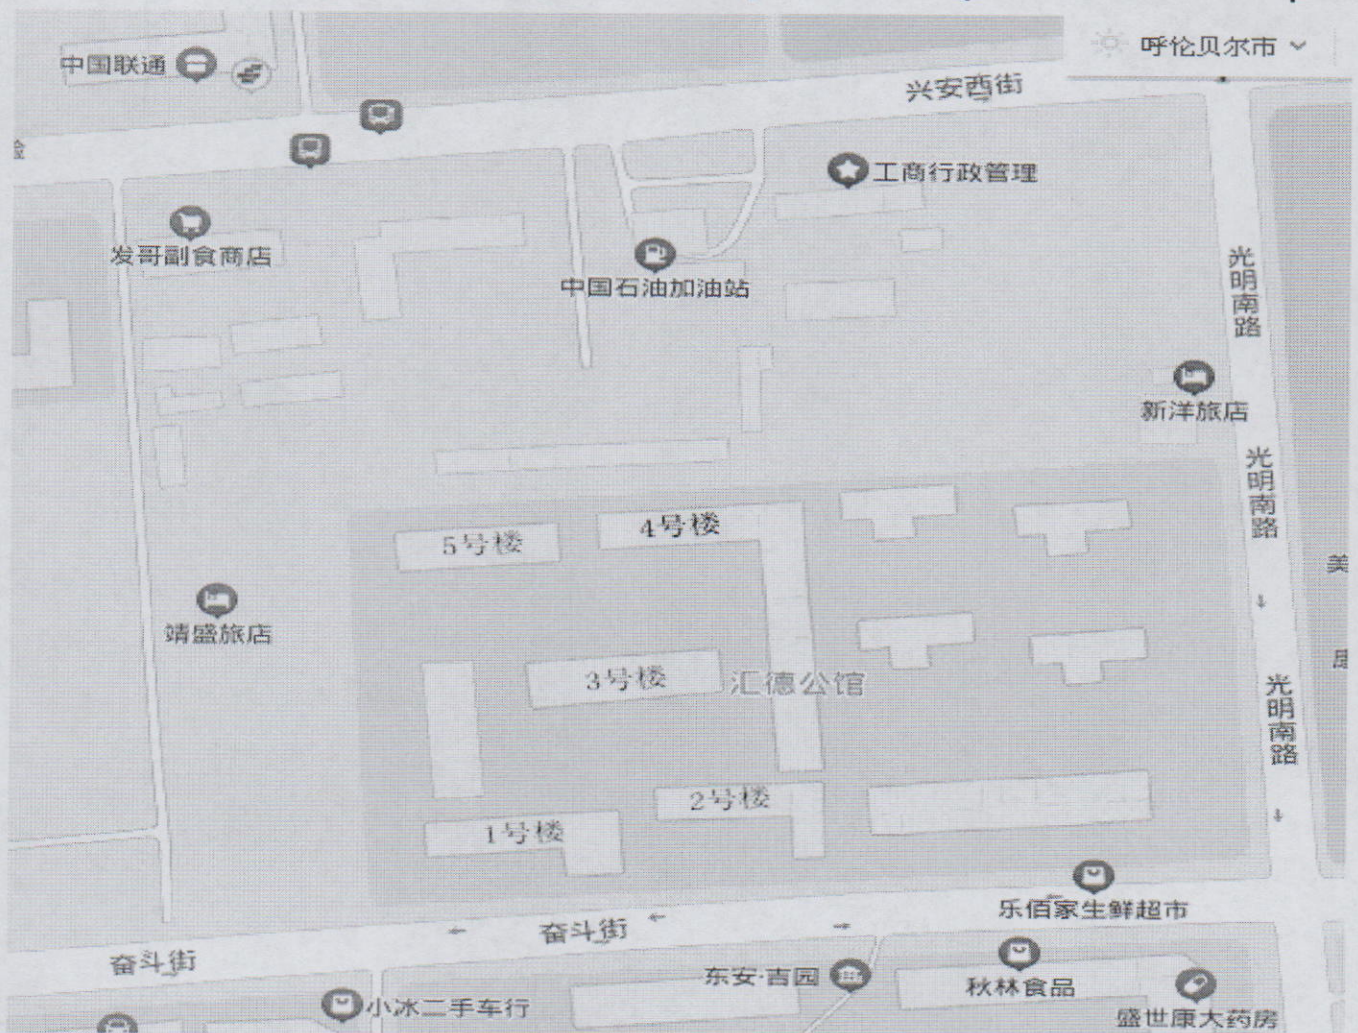 呼伦贝尔市
中国联通
兴安西街
工商行政管理
发哥副食商店
中国石油加油站
光明南路
新洋旅店
光明南路
5号楼
4号楼
美
靖盛旅店
3号楼
汇德公馆
光明南路
2号楼
1号楼
乐佰家生鲜超市
奋斗街
奋斗街
东安·吉园
秋林食品
小冰二手车行
盛世康大药房